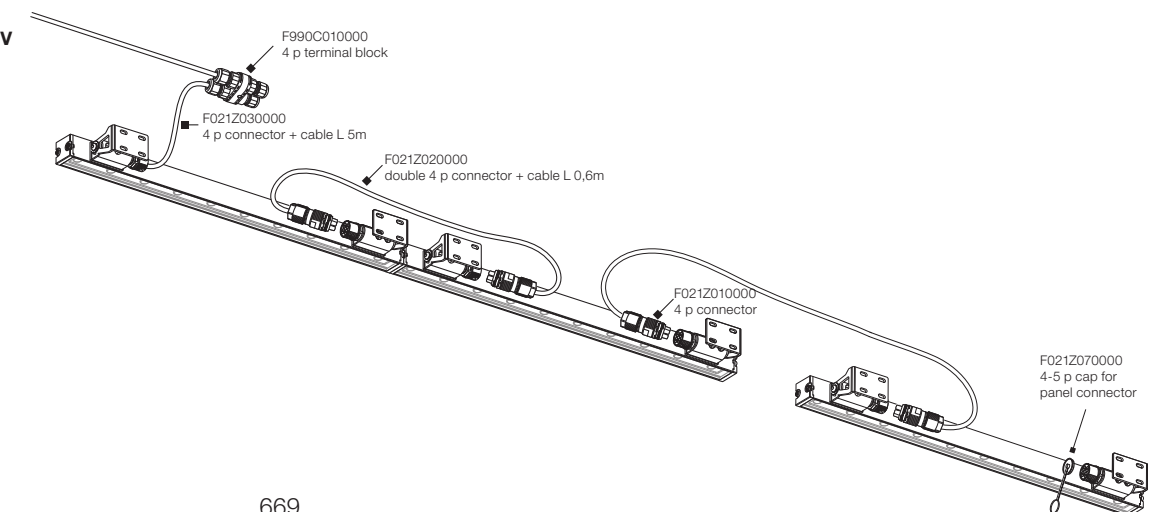 V
F990C010000
4 p terminal block
F021Z030000
4 p connector + cable L 5m
F021Z020000
double 4 p connector + cable L 0,6m
F021Z010000
4 p connector
F021Z070000
4-5 p cap for
panel connector
669